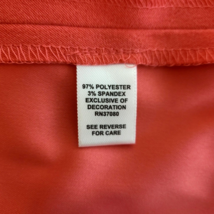 97% POLYESTER
3% SPANDEX
EXCLUSIVE OF
DECORATION
RN37080
SEE REVERSE
FOR CARE